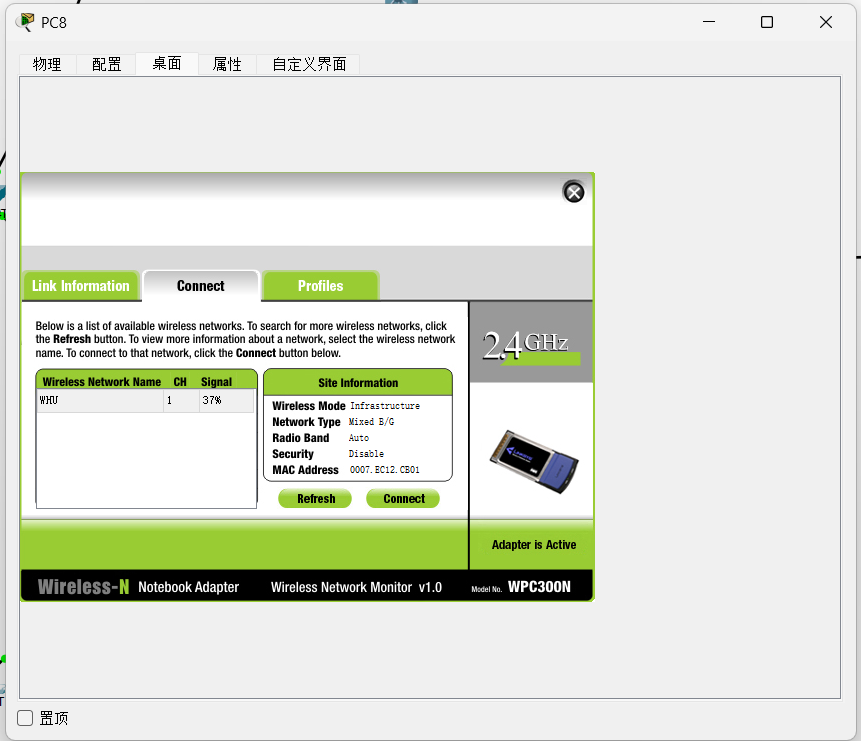 PC8
物理 配置 桌面 属性 自定义界面
Link Information Connect Profiles
Below is a list of available wireless networks. To search for more wireless networks, click
the Refresh button. To view more information about a network, select the wireless network
name. To connect to that network, click the Connect button below.
2.4GHz
Wireless Network Name CH Signal
WHU 1 37%
Site Information
Wireless Mode Infrastructure
Network Type Mixed B/G
Radio Band Auto
Security Disable
MAC Address 0007.EC12.CB01
Refresh Connect
Adapter is Active
Wireless-N Notebook Adapter Wireless Network Monitor v1.0 Model No. WPC300N
置顶